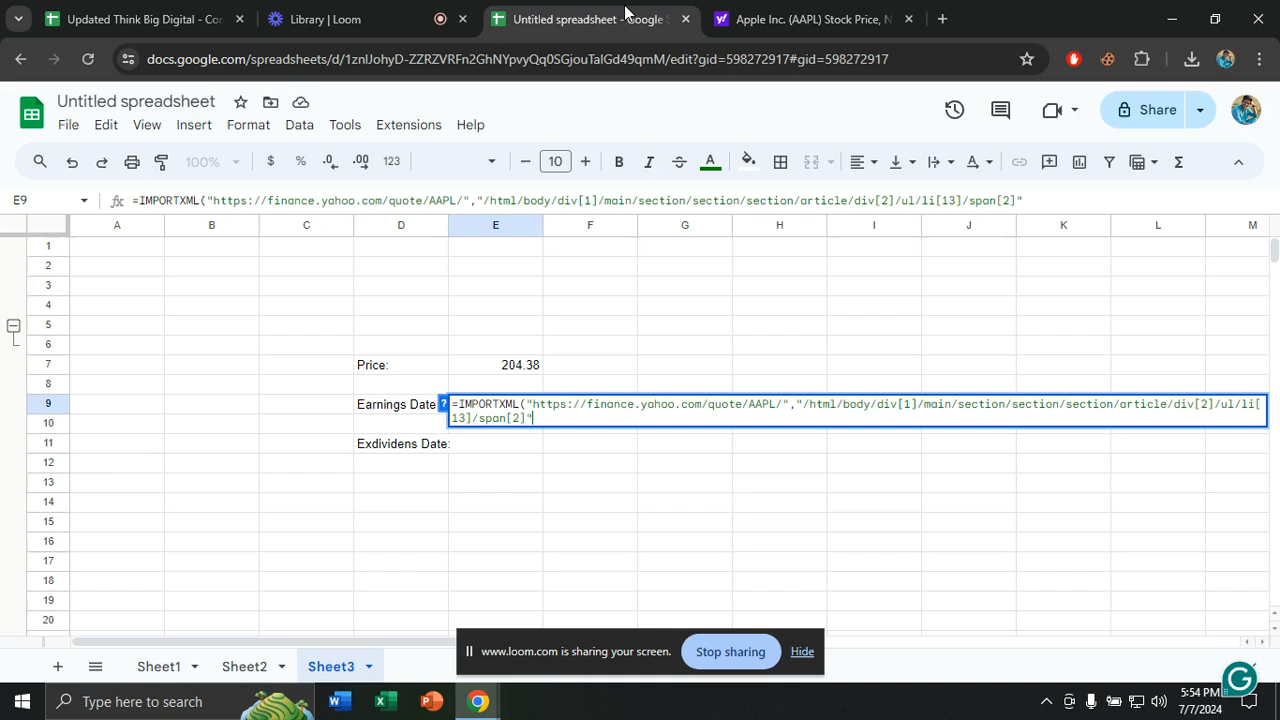 Updated Think Big Digital - Con
Library | Loom
Untitled spreadsheet - Google S
Apple Inc. (AAPL) Stock Price, N
docs.google.com/spreadsheets/d/1znlJohyD-ZZRZVRFn2GhNYpvyQq0SGjouTalGd49qmM/edit?gid=598272917#gid=598272917
Untitled spreadsheet
Share
File Edit View Insert Format Data Tools Extensions Help
100% $ % .0 .00 123 10 B I A
E9 fx =IMPORTXML("https://finance.yahoo.com/quote/AAPL/","/html/body/div[1]/main/section/section/section/article/div[2]/ul/li[13]/span[2]"
A B C D E F G H I J K L M
1
2
3
4
5
6
7 Price: 204.38
8
9 Earnings Date ? =IMPORTXML("https://finance.yahoo.com/quote/AAPL/","/html/body/div[1]/main/section/section/section/article/div[2]/ul/li[
10 13]/span[2]"
11 Exdividens Date:
12
13
14
15
16
17
18
19
20
www.loom.com is sharing your screen. Stop sharing Hide
Sheet1 Sheet2 Sheet3
Type here to search
5:54 PM
7/7/2024